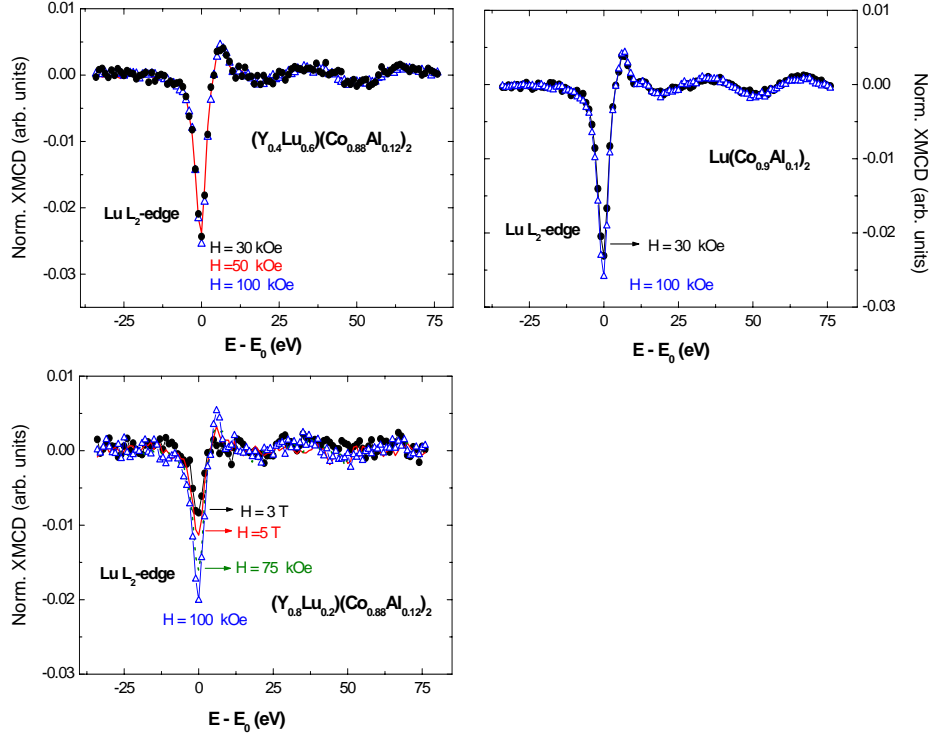 Norm. XMCD (arb. units)
0.01
0.00
-0.01
-0.02
-0.03
(Y0.4Lu0.6)(Co0.88Al0.12)2
Lu L2-edge
H = 30 kOe
H =50 kOe
H = 100 kOe
-25 0 25 50 75
E - E0 (eV)
0.01
0.00
-0.01
-0.02
-0.03
Norm. XMCD (arb. units)
Lu(Co0.9Al0.1)2
Lu L2-edge
H = 30 kOe
H = 100 kOe
-25 0 25 50 75
E - E0 (eV)
Norm. XMCD (arb. units)
0.01
0.00
-0.01
-0.02
-0.03
H = 3 T
H =5 T
Lu L2-edge
H = 75 kOe
(Y0.8Lu0.2)(Co0.88Al0.12)2
H = 100 kOe
-25 0 25 50 75
E - E0 (eV)